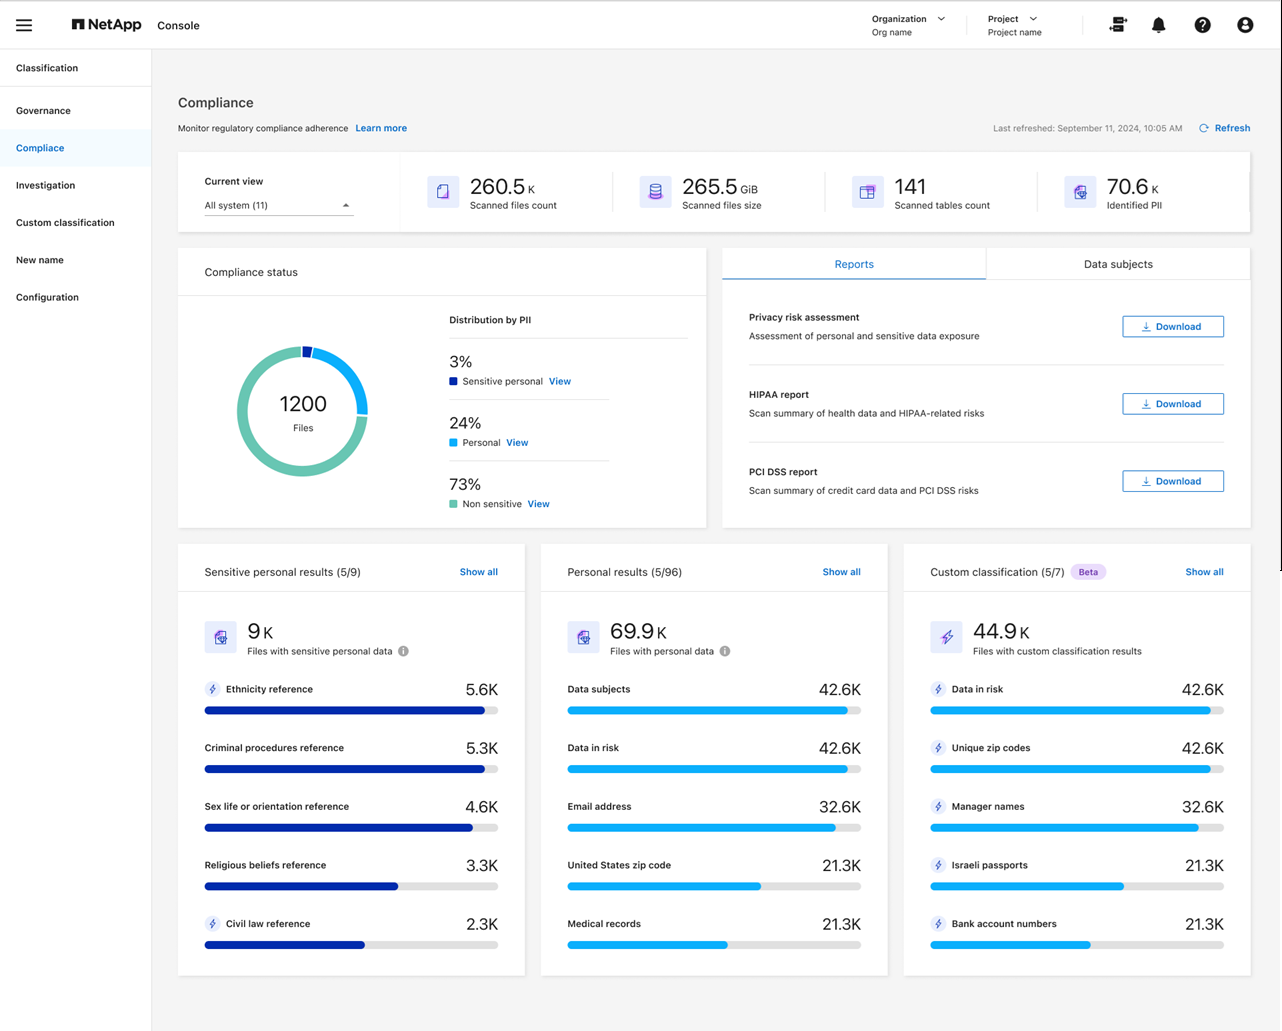 NetApp Console
Organization
Org name
Project
Project name
Classification
Governance
Compliace
Investigation
Custom classification
New name
Configuration
Compliance
Monitor regulatory compliance adherence Learn more
Last refreshed: September 11, 2024, 10:05 AM Refresh
Current view
All system (11)
260.5 K
Scanned files count
265.5 GiB
Scanned files size
141
Scanned tables count
70.6 K
Identified PII
Compliance status
1200
Files
Distribution by PII
3%
Sensitive personal View
24%
Personal View
73%
Non sensitive View
Reports
Data subjects
Privacy risk assessment
Assessment of personal and sensitive data exposure
Download
HIPAA report
Scan summary of health data and HIPAA-related risks
Download
PCI DSS report
Scan summary of credit card data and PCI DSS risks
Download
Sensitive personal results (5/9) Show all
9 K
Files with sensitive personal data
Ethnicity reference 5.6K
Criminal procedures reference 5.3K
Sex life or orientation reference 4.6K
Religious beliefs reference 3.3K
Civil law reference 2.3K
Personal results (5/96) Show all
69.9 K
Files with personal data
Data subjects 42.6K
Data in risk 42.6K
Email address 32.6K
United States zip code 21.3K
Medical records 21.3K
Custom classification (5/7) Beta Show all
44.9 K
Files with custom classification results
Data in risk 42.6K
Unique zip codes 42.6K
Manager names 32.6K
Israeli passports 21.3K
Bank account numbers 21.3K